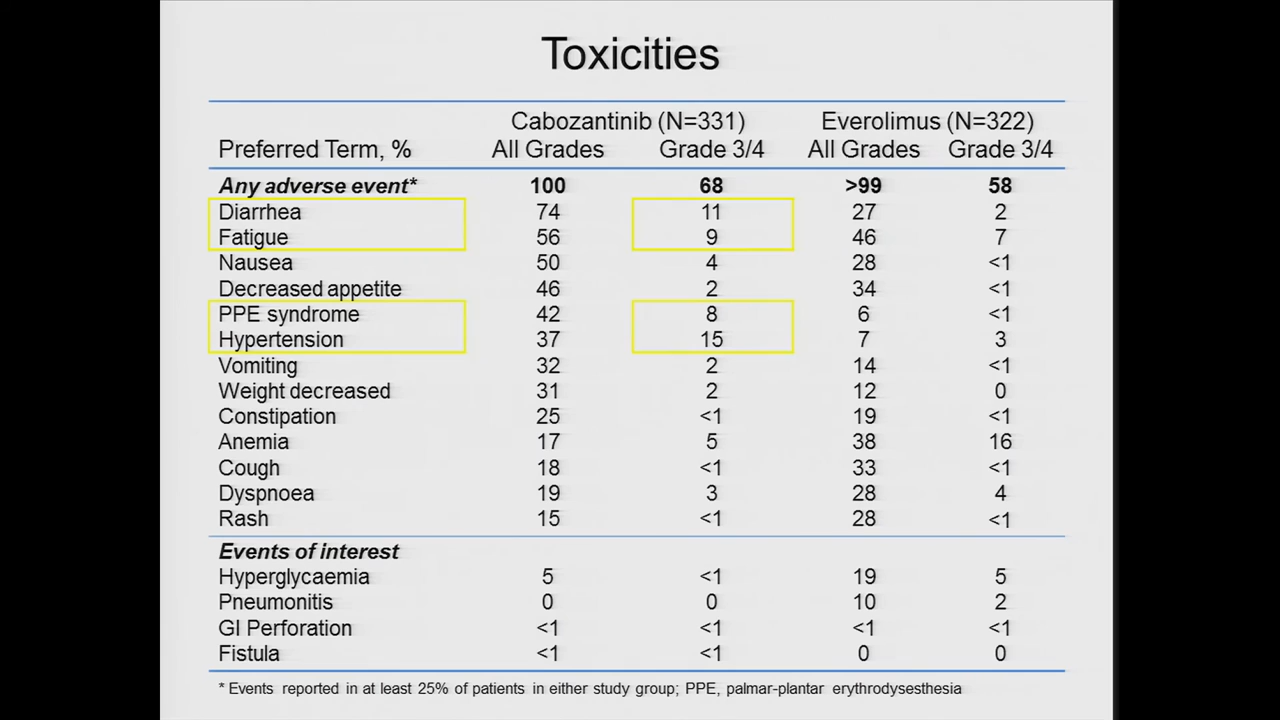 Toxicities
Cabozantinib (N=331) Everolimus (N=322)
Preferred Term, % All Grades Grade 3/4 All Grades Grade 3/4
Any adverse event* 100 68 >99 58
Diarrhea 74 11 27 2
Fatigue 56 9 46 7
Nausea 50 4 28 <1
Decreased appetite 46 2 34 <1
PPE syndrome 42 8 6 <1
Hypertension 37 15 7 3
Vomiting 32 2 14 <1
Weight decreased 31 2 12 0
Constipation 25 <1 19 <1
Anemia 17 5 38 16
Cough 18 <1 33 <1
Dyspnoea 19 3 28 4
Rash 15 <1 28 <1
Events of interest
Hyperglycaemia 5 <1 19 5
Pneumonitis 0 0 10 2
GI Perforation <1 <1 <1 <1
Fistula <1 <1 0 0
* Events reported in at least 25% of patients in either study group; PPE, palmar-plantar erythrodysesthesia